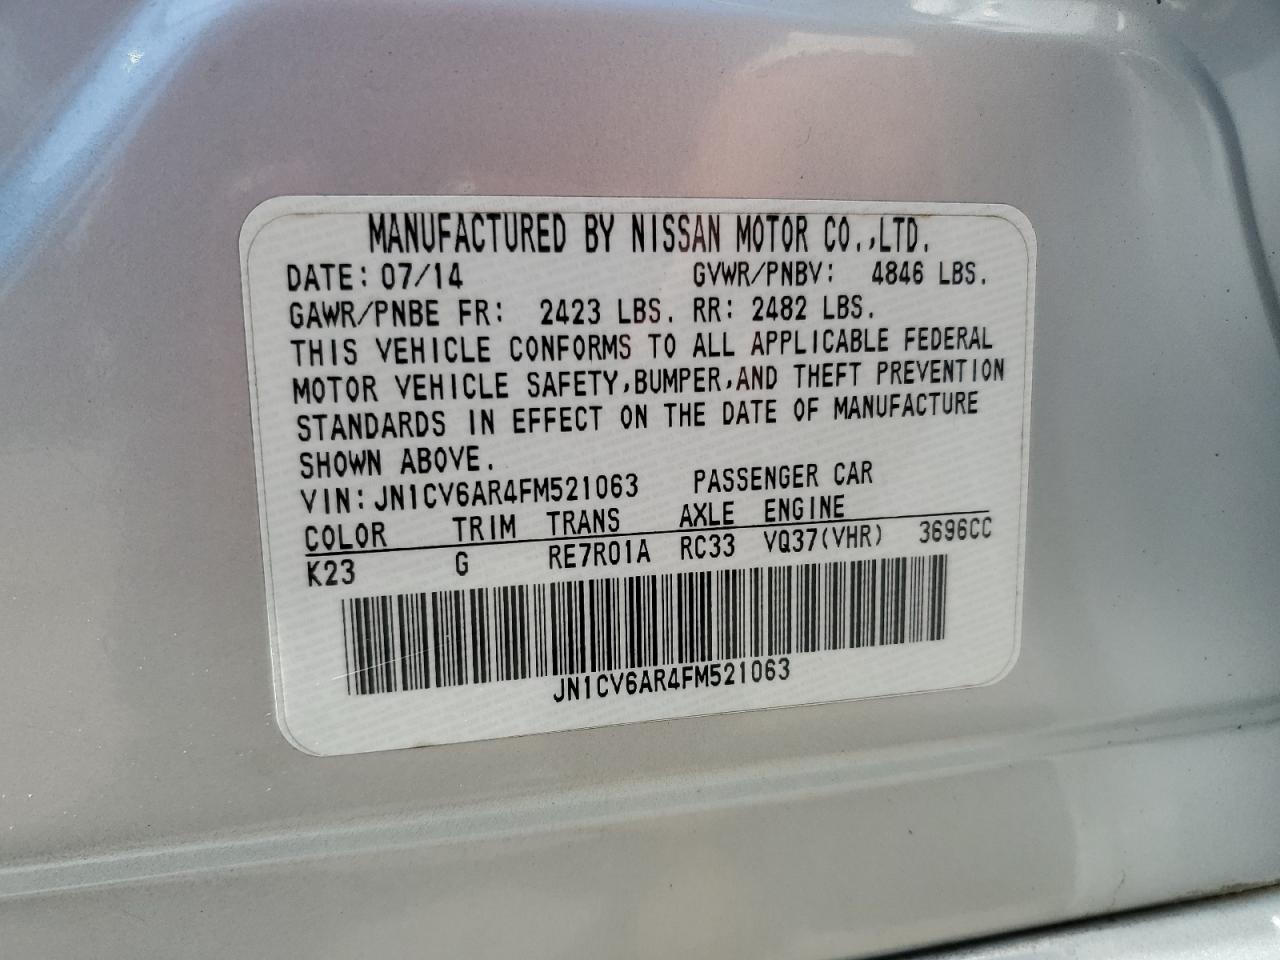 MANUFACTURED BY NISSAN MOTOR CO.,LTD.
DATE: 07/14 GVWR/PNBV: 4846 LBS.
GAWR/PNBE FR: 2423 LBS. RR: 2482 LBS.
THIS VEHICLE CONFORMS TO ALL APPLICABLE FEDERAL
MOTOR VEHICLE SAFETY,BUMPER,AND THEFT PREVENTION
STANDARDS IN EFFECT ON THE DATE OF MANUFACTURE
SHOWN ABOVE.
VIN: JN1CV6AR4FM521063 PASSENGER CAR
COLOR TRIM TRANS AXLE ENGINE
K23 G RE7R01A RC33 VQ37(VHR) 3696CC
JN1CV6AR4FM521063